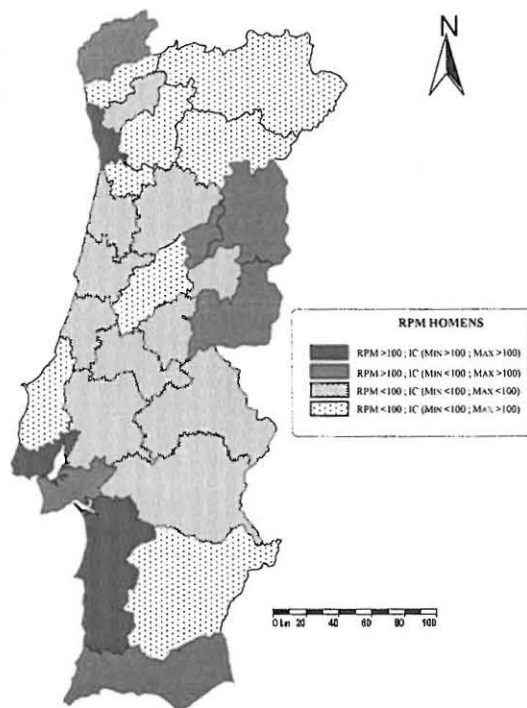 N
RPM HOMENS
RPM >100 ; IC (MIN >100 ; MAX >100)
RPM >100 ; IC (MIN <100 ; MAX >100)
RPM <100 ; IC (MIN <100 ; MAX <100)
RPM <100 ; IC (MIN <100 ; MAX >100)
0 km 20 40 60 80 100